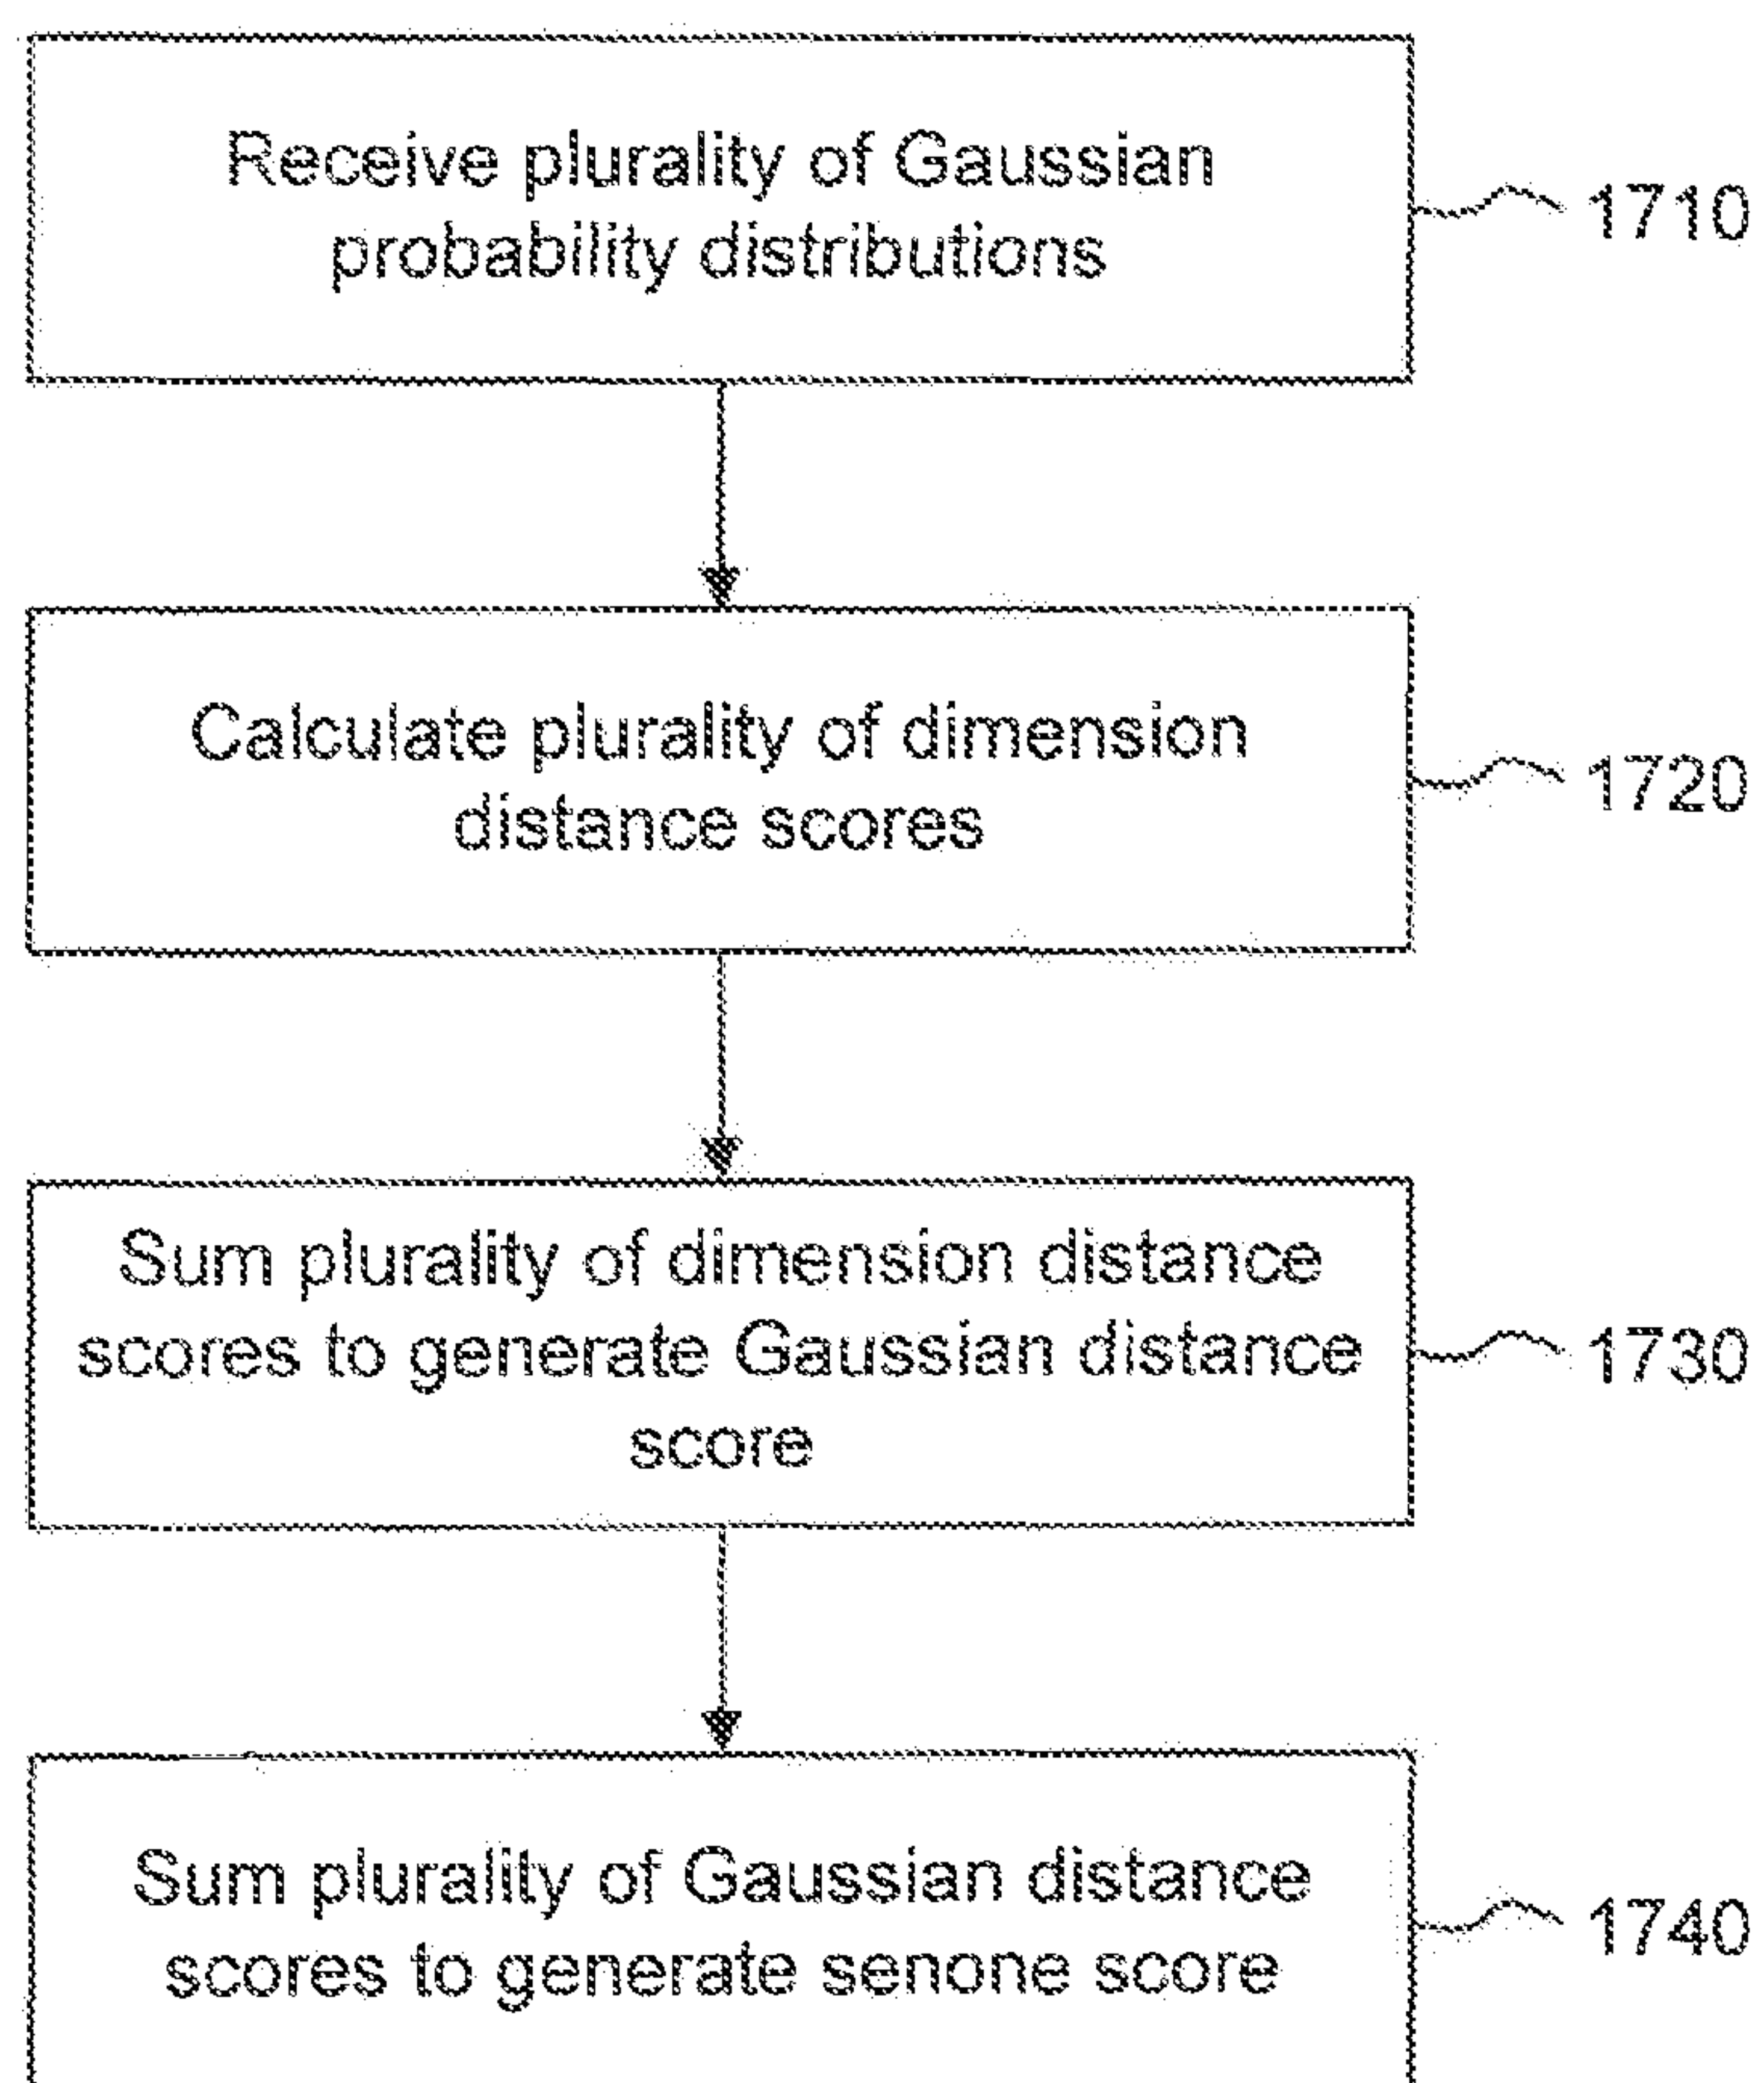 Receive plurality of Gaussian
probability distributions
1710
Calculate plurality of dimension
distance scores
1720
Sum plurality of dimension distance
scores to generate Gaussian distance
score
1730
Sum plurality of Gaussian distance
scores to generate senone score
1740